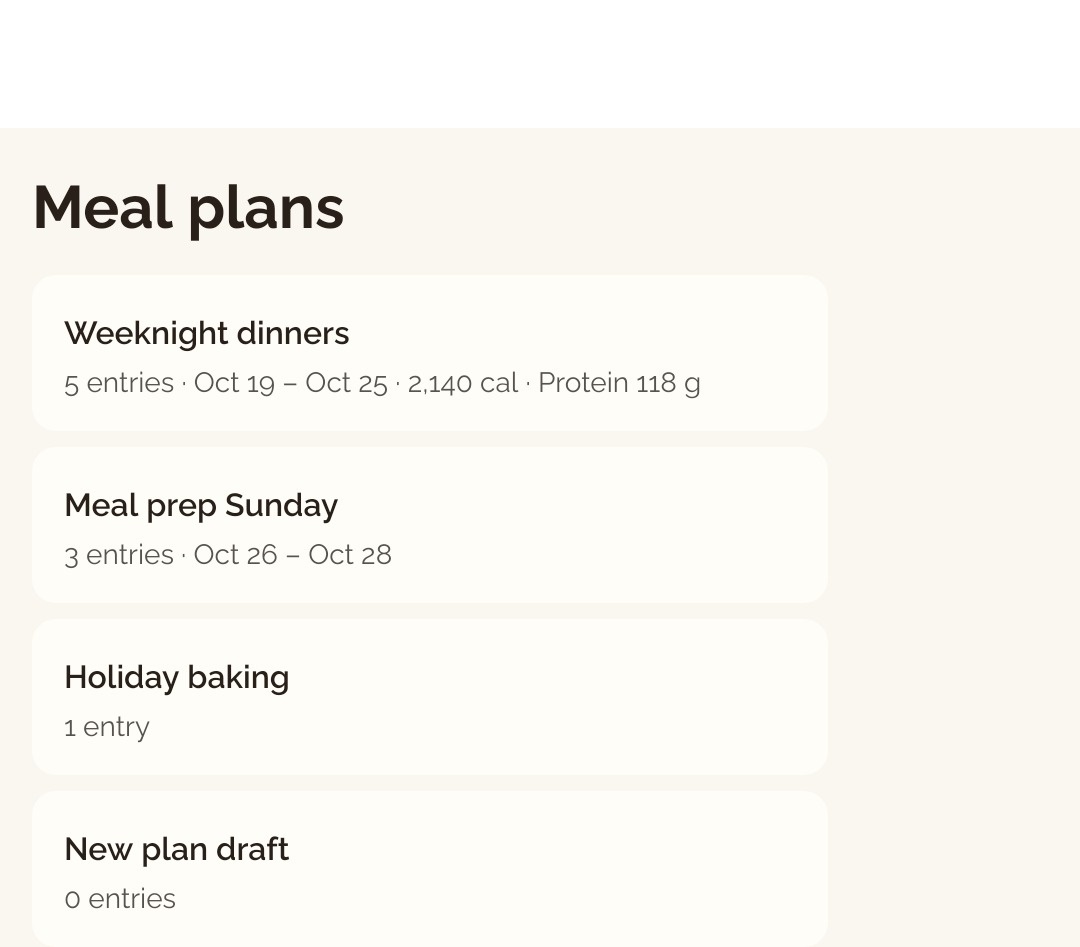 Meal plans
Weeknight dinners
5 entries · Oct 19 – Oct 25 · 2,140 cal · Protein 118 g
Meal prep Sunday
3 entries · Oct 26 – Oct 28
Holiday baking
1 entry
New plan draft
0 entries